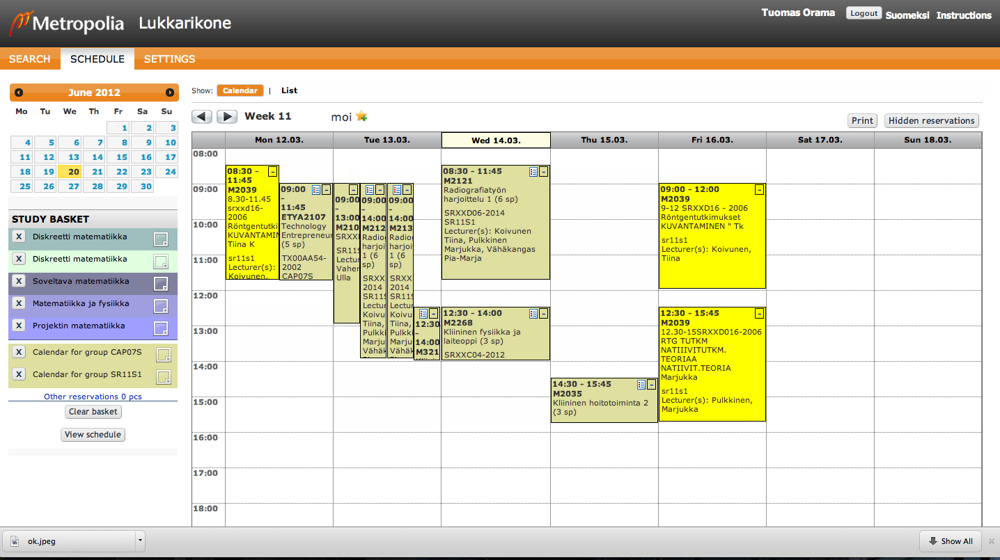 Metropolia Lukkarikone
Tuomas Orama Logout Suomeksi Instructions
SEARCH SCHEDULE SETTINGS
June 2012
Mo Tu We Th Fr Sa Su
1 2 3
4 5 6 7 8 9 10
11 12 13 14 15 16 17
18 19 20 21 22 23 24
25 26 27 28 29 30
STUDY BASKET
X Diskreetti matematiikka
X Diskreetti matematiikka
X Soveltava matematiikka
X Matematiikka ja fysiikka
X Projektin matematiikka
X Calendar for group CAP07S
X Calendar for group SR11S1
Other reservations 0 pcs
Clear basket
View schedule
Show: Calendar | List
Week 11 moi
Print Hidden reservations
Mon 12.03. Tue 13.03. Wed 14.03. Thu 15.03. Fri 16.03. Sat 17.03. Sun 18.03.
08:00
09:00
10:00
11:00
12:00
13:00
14:00
15:00
16:00
17:00
18:00
08:30 -
11:45
M2039
8.30-11.45
srxxd16-
2006
Röntgentutki
KUVANTAMIN
Tiina K
sr11s1
Lecturer(s):
Koivunen,
09:00
-
11:45
ETYA2107
Technology
Entrepreneur
(5 sp)
TX00AA54-
2002
CAP07S
09:00
-
13:00
M210
SRXX
SR11S
Lectu
Vaher
Ulla
09:00
-
14:00
M212
Radio
harjoit
1 (6
sp)
SRXX
2014
SR11S
Lectur
Koivu
Tiina,
Pulkki
Marju
Vähäk
09:00
-
14:00
M213
Radio
harjoit
1 (6
sp)
SRXX
2014
SR11S
Lectur
Koivu
Tiina,
Pulkki
Marju
Vähäk
12:30
-
14:00
M321
08:30 - 11:45
M2121
Radiografiatyön
harjoittelu 1 (6 sp)
SRXXD06-2014
SR11S1
Lecturer(s): Koivunen
Tiina, Pulkkinen
Marjukka, Vähäkangas
Pia-Marja
12:30 - 14:00
M2268
Kliininen fysiikka ja
laiteoppi (3 sp)
SRXXC04-2012
14:30 - 15:45
M2035
Kliininen hoitotoiminta 2
(3 sp)
09:00 - 12:00
M2039
9-12 SRXXD16 - 2006
Röntgentutkimukset
KUVANTAMINEN " Tk
sr11s1
Lecturer(s): Koivunen,
Tiina
12:30 - 15:45
M2039
12.30-15SRXXD016-2006
RTG TUTKM
NATIIIVITUTKM.
TEORIAA
NATIIVIT.TEORIA
Marjukka
sr11s1
Lecturer(s): Pulkkinen,
Marjukka
ok.jpeg
Show All